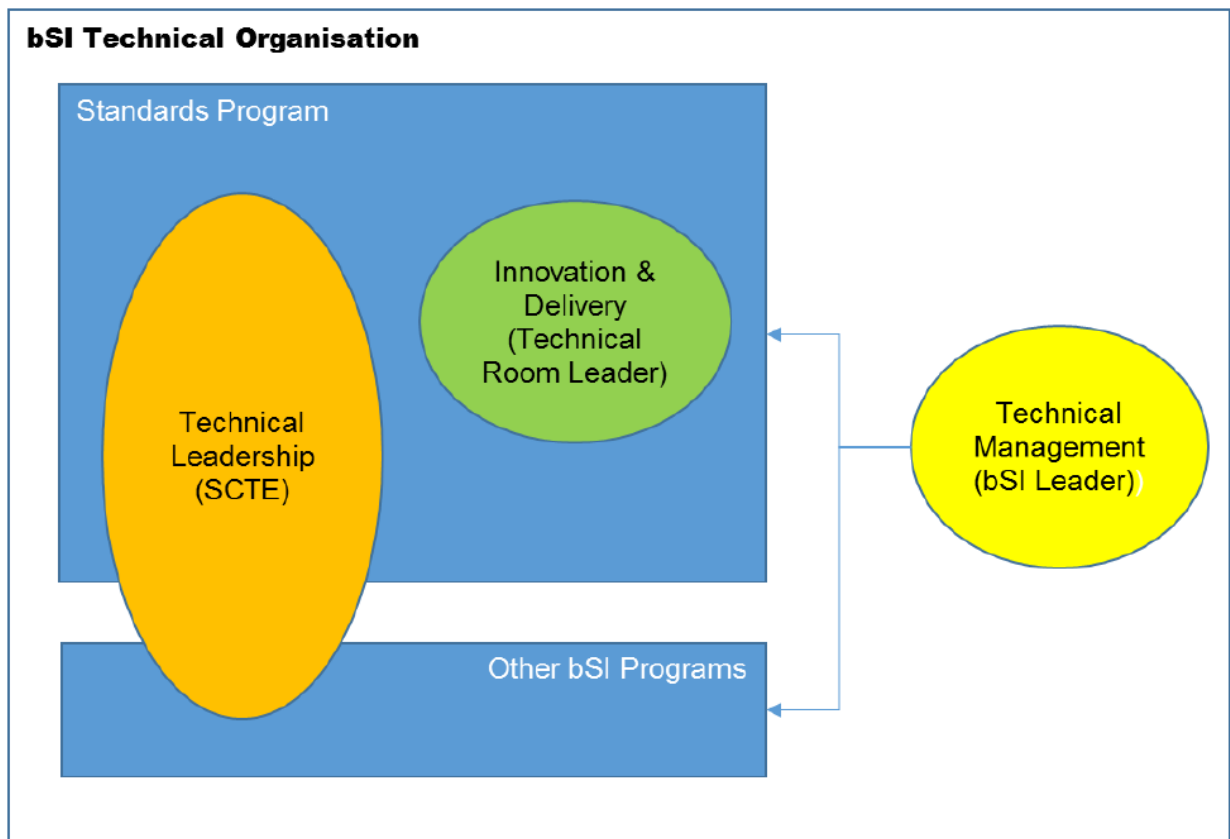 bSI Technical Organisation
Standards Program
Innovation &
Delivery
(Technical
Room Leader)
Technical
Leadership
(SCTE)
Technical
Management
(bSI Leader))
Other bSI Programs